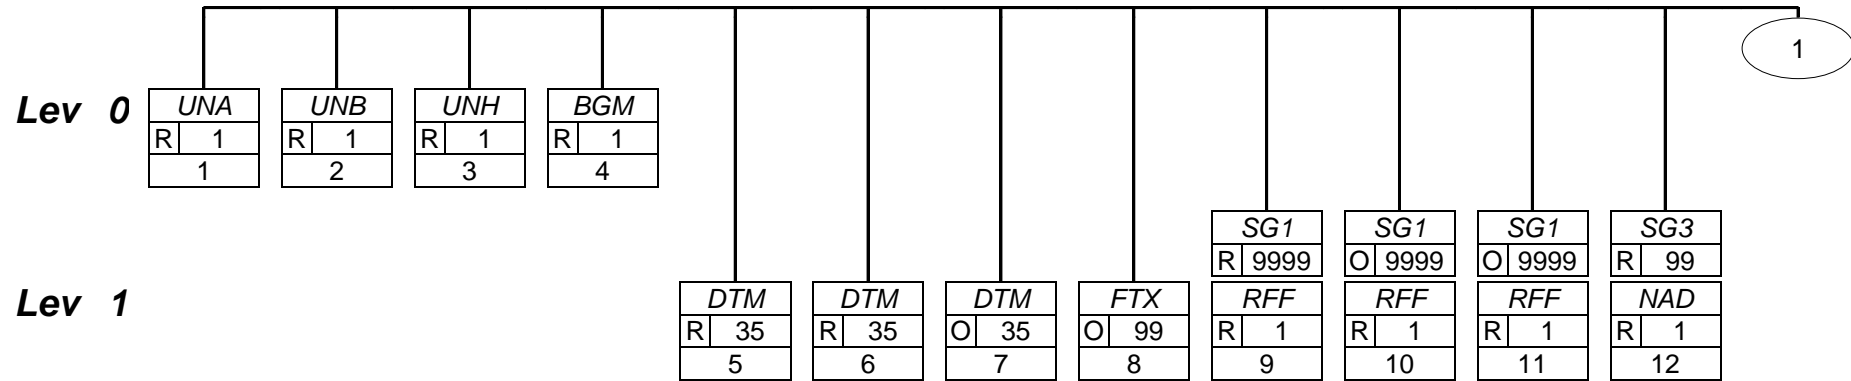 1
Lev 0
UNA UNB UNH BGM
R 1 R 1 R 1 R 1
1 2 3 4
SG1 SG1 SG1 SG3
R 9999 O 9999 O 9999 R 99
Lev 1
DTM DTM DTM FTX RFF RFF RFF NAD
R 35 R 35 O 35 O 99 R 1 R 1 R 1 R 1
5 6 7 8 9 10 11 12